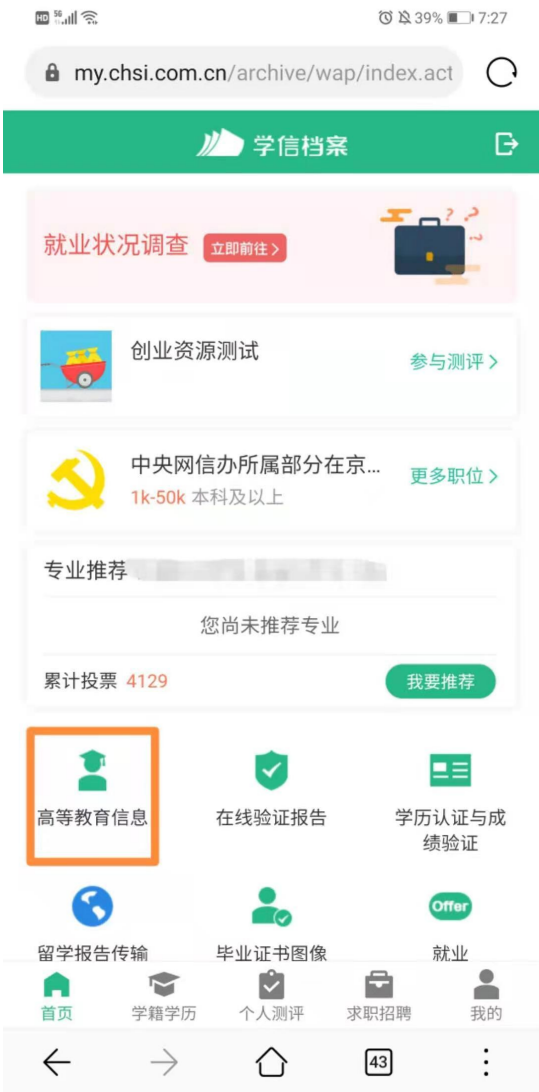 HD 5G 39% 7:27
my.chsi.com.cn/archive/wap/index.act
学信档案
就业状况调查 立即前往>
? ? ?
创业资源测试
参与测评>
中央网信办所属部分在京...
1k-50k 本科及以上
更多职位>
专业推荐
您尚未推荐专业
累计投票 4129 我要推荐
高等教育信息 在线验证报告 学历认证与成
绩验证
Offer
留学报告传输 毕业证书图像 就业
首页 学籍学历 个人测评 求职招聘 我的
43